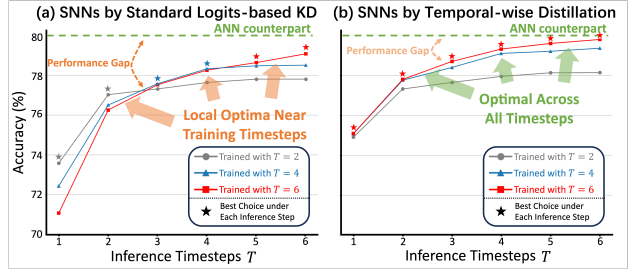 (a) SNNs by Standard Logits-based KD
(b) SNNs by Temporal-wise Distillation
80
78
76
74
72
70
Accuracy (%)
ANN counterpart
Performance Gap
Local Optima Near
Training Timesteps
Trained with T = 2
Trained with T = 4
Trained with T = 6
Best Choice under
Each Inference Step
1
2
3
4
5
6
Inference Timesteps T
ANN counterpart
Performance Gap
Optimal Across
All Timesteps
Trained with T = 2
Trained with T = 4
Trained with T = 6
Best Choice under
Each Inference Step
1
2
3
4
5
6
Inference Timesteps T